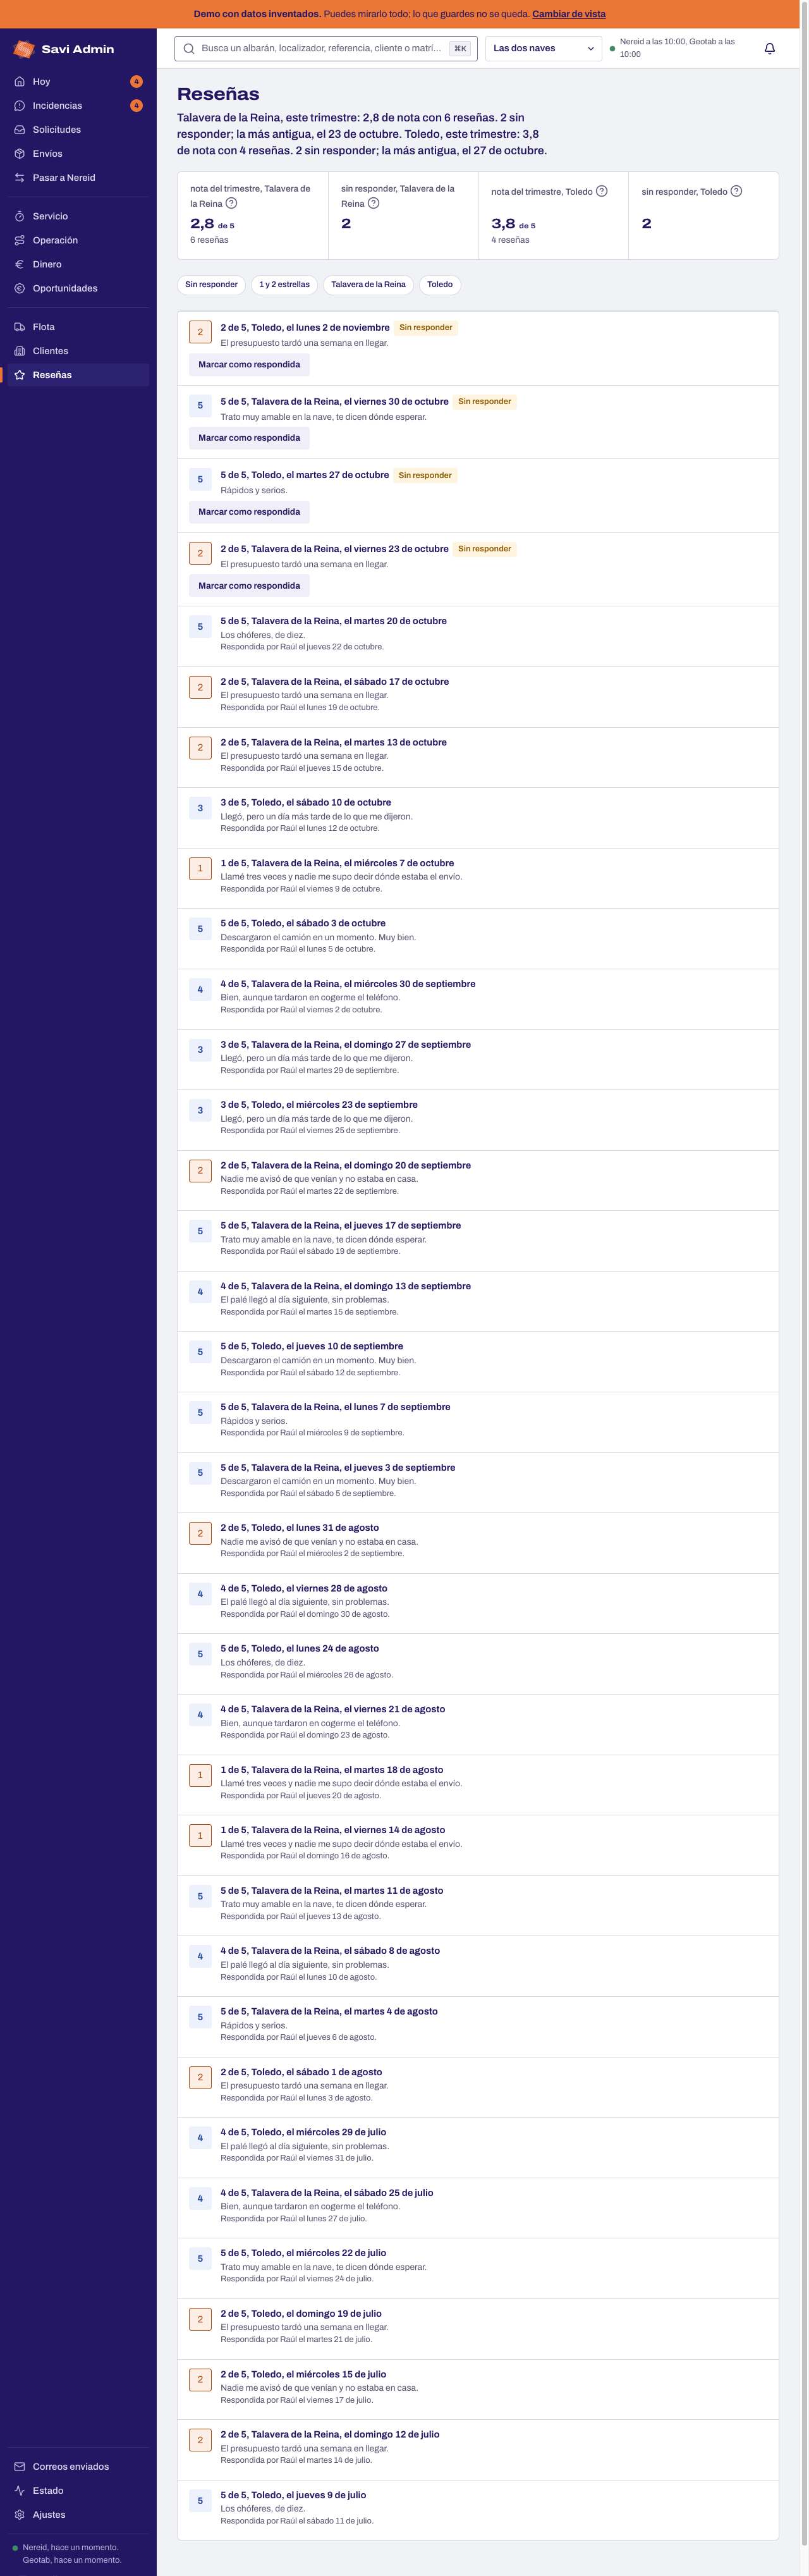 Demo con datos inventados. Puedes mirarlo todo; lo que guardes no se queda. Cambiar de vista
Savi Admin
Hoy 4
Incidencias 4
Solicitudes
Envíos
Pasar a Nereid
Servicio
Operación
Dinero
Oportunidades
Flota
Clientes
Reseñas
Busca un albarán, localizador, referencia, cliente o matrí... ⌘K
Las dos naves
Nereid a las 10:00, Geotab a las
10:00
Reseñas
Talavera de la Reina, este trimestre: 2,8 de nota con 6 reseñas. 2 sin
responder; la más antigua, el 23 de octubre. Toledo, este trimestre: 3,8
de nota con 4 reseñas. 2 sin responder; la más antigua, el 27 de octubre.
nota del trimestre, Talavera de
la Reina ?
2,8 de 5
6 reseñas
sin responder, Talavera de la
Reina ?
2
nota del trimestre, Toledo ?
3,8 de 5
4 reseñas
sin responder, Toledo ?
2
Sin responder 1 y 2 estrellas Talavera de la Reina Toledo
2 2 de 5, Toledo, el lunes 2 de noviembre Sin responder
El presupuesto tardó una semana en llegar.
Marcar como respondida
5 5 de 5, Toledo, el viernes 30 de octubre Sin responder
Trato muy amable en la nave, te dicen dónde esperar.
Marcar como respondida
5 5 de 5, Toledo, el martes 27 de octubre Sin responder
Rápidos y serios.
Marcar como respondida
2 2 de 5, Talavera de la Reina, el viernes 23 de octubre Sin responder
El presupuesto tardó una semana en llegar.
Marcar como respondida
5 5 de 5, Talavera de la Reina, el martes 20 de octubre
Los chóferes, de diez.
Respondida por Raúl el jueves 22 de octubre.
2 2 de 5, Talavera de la Reina, el sábado 17 de octubre
El presupuesto tardó una semana en llegar.
Respondida por Raúl el lunes 19 de octubre.
2 2 de 5, Talavera de la Reina, el martes 13 de octubre
El presupuesto tardó una semana en llegar.
Respondida por Raúl el jueves 15 de octubre.
3 3 de 5, Toledo, el sábado 10 de octubre
Llegó, pero un día más tarde de lo que me dijeron.
Respondida por Raúl el lunes 12 de octubre.
1 1 de 5, Talavera de la Reina, el miércoles 7 de octubre
Llamé tres veces y nadie me supo decir dónde estaba el envío.
Respondida por Raúl el viernes 9 de octubre.
5 5 de 5, Toledo, el sábado 3 de octubre
Descargaron el camión en un momento. Muy bien.
Respondida por Raúl el lunes 5 de octubre.
4 4 de 5, Talavera de la Reina, el miércoles 30 de septiembre
Bien, aunque tardaron en cogerme el teléfono.
Respondida por Raúl el viernes 2 de octubre.
3 3 de 5, Talavera de la Reina, el domingo 27 de septiembre
Llegó, pero un día más tarde de lo que me dijeron.
Respondida por Raúl el martes 29 de septiembre.
3 3 de 5, Toledo, el miércoles 23 de septiembre
Llegó, pero un día más tarde de lo que me dijeron.
Respondida por Raúl el viernes 25 de septiembre.
2 2 de 5, Talavera de la Reina, el domingo 20 de septiembre
Nadie me avisó de que venían y no estaba en casa.
Respondida por Raúl el martes 22 de septiembre.
5 5 de 5, Talavera de la Reina, el jueves 17 de septiembre
Trato muy amable en la nave, te dicen dónde esperar.
Respondida por Raúl el sábado 19 de septiembre.
4 4 de 5, Talavera de la Reina, el domingo 13 de septiembre
El palé llegó al día siguiente, sin problemas.
Respondida por Raúl el martes 15 de septiembre.
5 5 de 5, Toledo, el jueves 10 de septiembre
Descargaron el camión en un momento. Muy bien.
Respondida por Raúl el sábado 12 de septiembre.
5 5 de 5, Talavera de la Reina, el lunes 7 de septiembre
Rápidos y serios.
Respondida por Raúl el miércoles 9 de septiembre.
5 5 de 5, Talavera de la Reina, el jueves 3 de septiembre
Descargaron el camión en un momento. Muy bien.
Respondida por Raúl el sábado 5 de septiembre.
2 2 de 5, Toledo, el lunes 31 de agosto
Nadie me avisó de que venían y no estaba en casa.
Respondida por Raúl el miércoles 2 de septiembre.
4 4 de 5, Toledo, el viernes 28 de agosto
El palé llegó al día siguiente, sin problemas.
Respondida por Raúl el domingo 30 de agosto.
5 5 de 5, Toledo, el lunes 24 de agosto
Los chóferes, de diez.
Respondida por Raúl el miércoles 26 de agosto.
4 4 de 5, Talavera de la Reina, el viernes 21 de agosto
Bien, aunque tardaron en cogerme el teléfono.
Respondida por Raúl el domingo 23 de agosto.
1 1 de 5, Talavera de la Reina, el martes 18 de agosto
Llamé tres veces y nadie me supo decir dónde estaba el envío.
Respondida por Raúl el jueves 20 de agosto.
1 1 de 5, Talavera de la Reina, el viernes 14 de agosto
Llamé tres veces y nadie me supo decir dónde estaba el envío.
Respondida por Raúl el domingo 16 de agosto.
5 5 de 5, Talavera de la Reina, el martes 11 de agosto
Trato muy amable en la nave, te dicen dónde esperar.
Respondida por Raúl el jueves 13 de agosto.
4 4 de 5, Talavera de la Reina, el sábado 8 de agosto
El palé llegó al día siguiente, sin problemas.
Respondida por Raúl el lunes 10 de agosto.
5 5 de 5, Talavera de la Reina, el martes 4 de agosto
Rápidos y serios.
Respondida por Raúl el jueves 6 de agosto.
2 2 de 5, Toledo, el sábado 1 de agosto
El presupuesto tardó una semana en llegar.
Respondida por Raúl el lunes 3 de agosto.
4 4 de 5, Toledo, el miércoles 29 de julio
El palé llegó al día siguiente, sin problemas.
Respondida por Raúl el viernes 31 de julio.
4 4 de 5, Talavera de la Reina, el sábado 25 de julio
Bien, aunque tardaron en cogerme el teléfono.
Respondida por Raúl el lunes 27 de julio.
5 5 de 5, Toledo, el miércoles 22 de julio
Trato muy amable en la nave, te dicen dónde esperar.
Respondida por Raúl el viernes 24 de julio.
2 2 de 5, Toledo, el domingo 19 de julio
El presupuesto tardó una semana en llegar.
Respondida por Raúl el martes 21 de julio.
2 2 de 5, Toledo, el miércoles 15 de julio
Nadie me avisó de que venían y no estaba en casa.
Respondida por Raúl el viernes 17 de julio.
2 2 de 5, Talavera de la Reina, el domingo 12 de julio
El presupuesto tardó una semana en llegar.
Respondida por Raúl el martes 14 de julio.
5 5 de 5, Toledo, el jueves 9 de julio
Los chóferes, de diez.
Respondida por Raúl el sábado 11 de julio.
Correos enviados
Estado
Ajustes
Nereid, hace un momento.
Geotab, hace un momento.